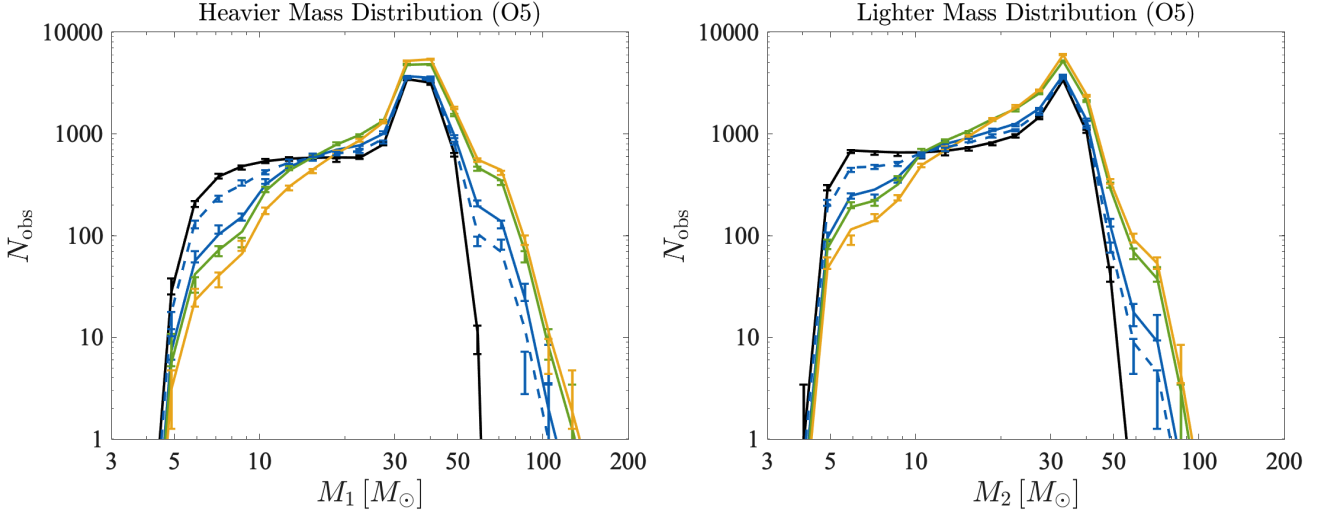 Heavier Mass Distribution (O5)
10000
1000
100
10
1
N_obs
3 5 10 30 50 100 200
M_1 [M_⊙]
Lighter Mass Distribution (O5)
10000
1000
100
10
1
N_obs
3 5 10 30 50 100 200
M_2 [M_⊙]